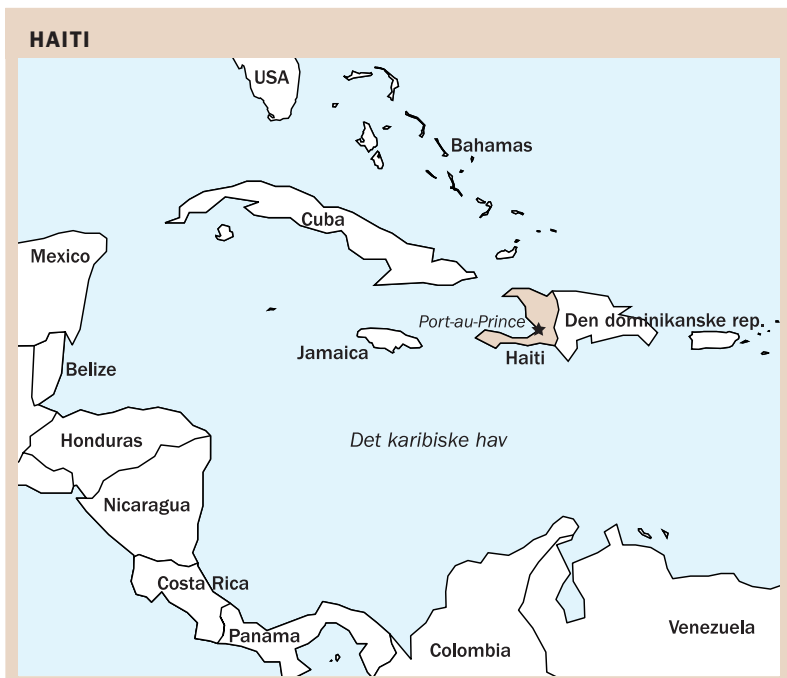 HAITI
USA
Bahamas
Cuba
Mexico
Port-au-Prince
Den dominikanske rep.
Jamaica
Haiti
Belize
Honduras
Det karibiske hav
Nicaragua
Costa Rica
Panama
Venezuela
Colombia